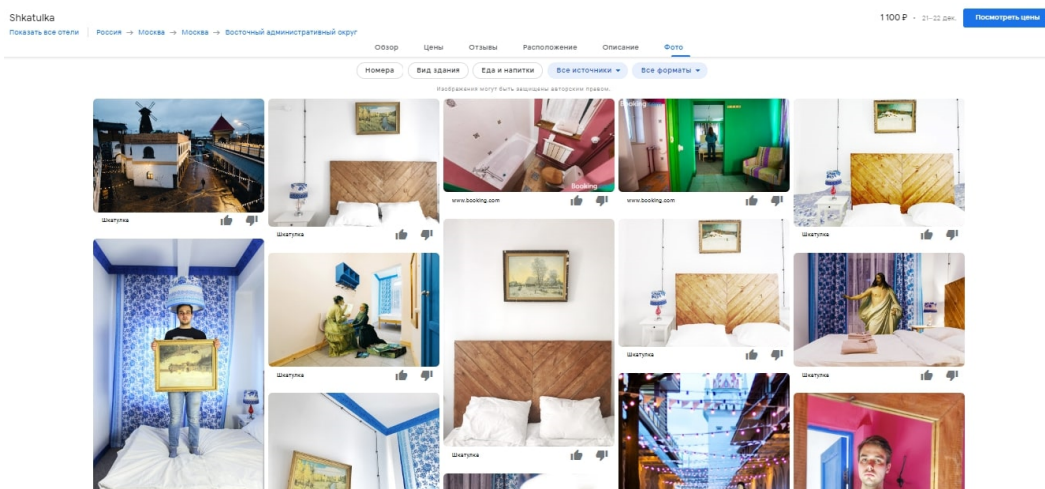 Shkatulka
1 100 ₽ • 21–22 дек.
Посмотреть цены
Показать все отели
Россия → Москва → Москва → Восточный административный округ
Обзор Цены Отзывы Расположение Описание Фото
Номера Вид здания Еда и напитки Все источники Все форматы
Изображения могут быть защищены авторским правом.
Booking
Booking
www.booking.com
www.booking.com
Шкатулка
Шкатулка
Шкатулка
Шкатулка
Шкатулка
Шкатулка
Шкатулка